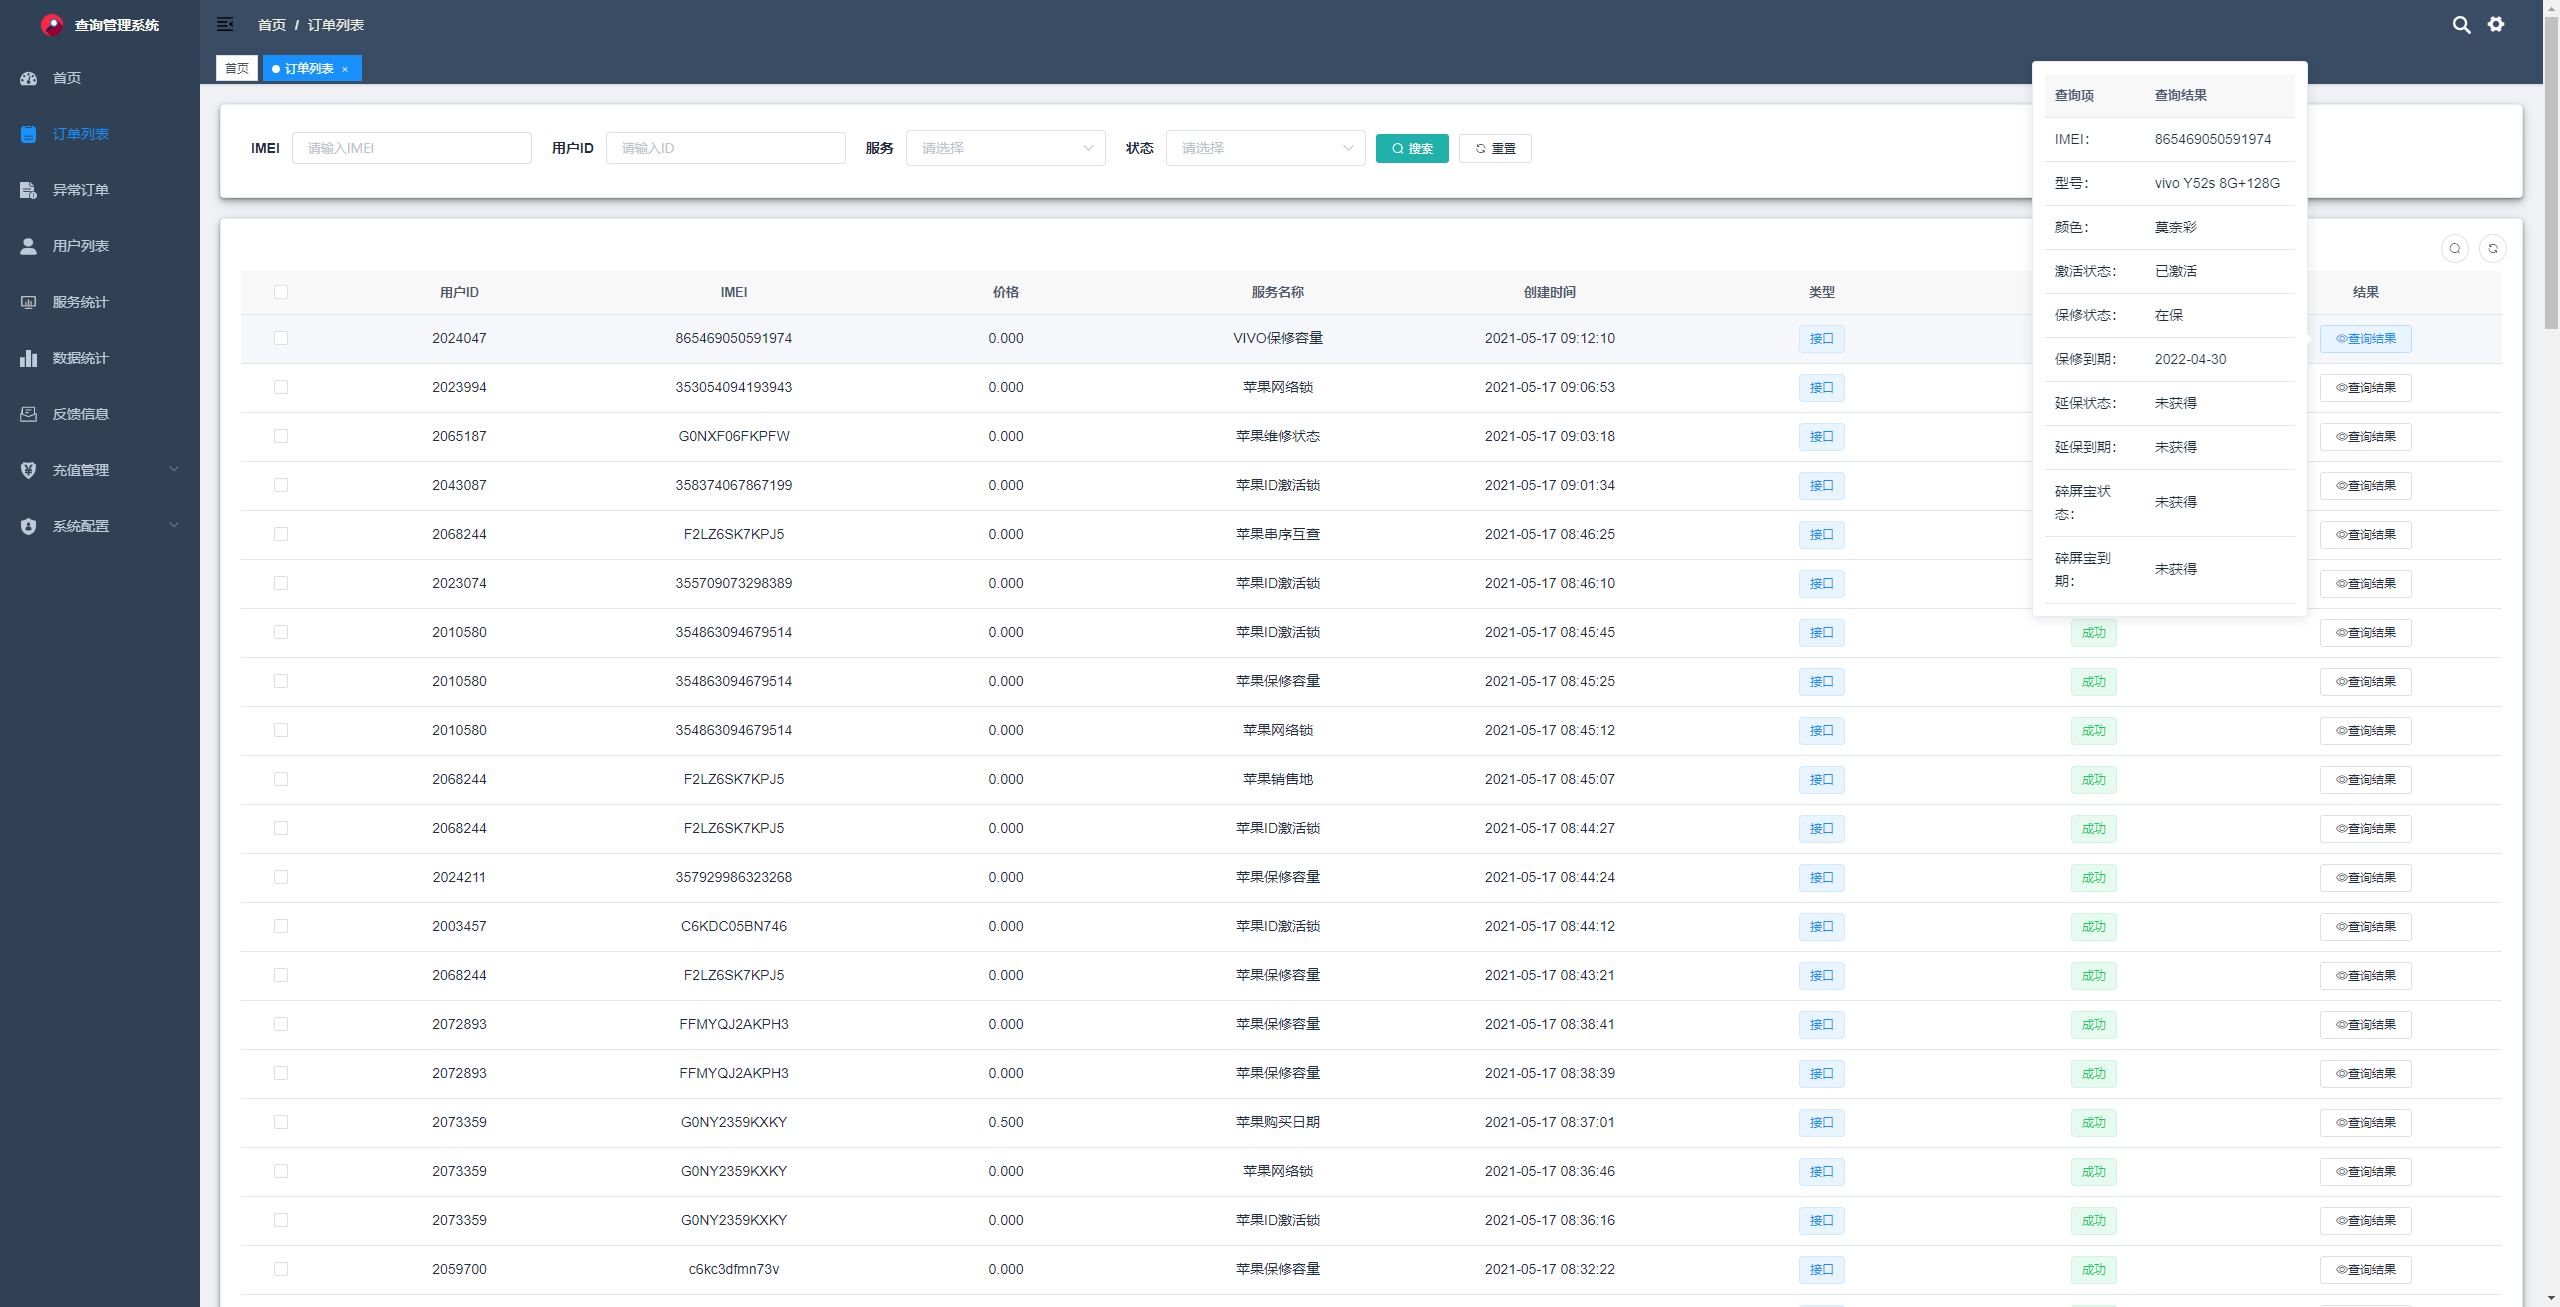 查询管理系统
首页 / 订单列表
首页
订单列表 ×
首页
订单列表
异常订单
用户列表
服务统计
数据统计
反馈信息
充值管理
系统配置
IMEI 请输入IMEI 用户ID 请输入ID 服务 请选择 状态 请选择 搜索 重置
用户ID IMEI 价格 服务名称 创建时间 类型 结果
2024047 865469050591974 0.000 VIVO保修容量 2021-05-17 09:12:10 接口 查询结果
2023994 353054094193943 0.000 苹果网络锁 2021-05-17 09:06:53 接口 查询结果
2065187 G0NXF06FKPFW 0.000 苹果维修状态 2021-05-17 09:03:18 接口 查询结果
2043087 358374067867199 0.000 苹果ID激活锁 2021-05-17 09:01:34 接口 查询结果
2068244 F2LZ6SK7KPJ5 0.000 苹果串序互查 2021-05-17 08:46:25 接口 查询结果
2023074 355709073298389 0.000 苹果ID激活锁 2021-05-17 08:46:10 接口 查询结果
2010580 354863094679514 0.000 苹果ID激活锁 2021-05-17 08:45:45 接口 成功 查询结果
2010580 354863094679514 0.000 苹果保修容量 2021-05-17 08:45:25 接口 成功 查询结果
2010580 354863094679514 0.000 苹果网络锁 2021-05-17 08:45:12 接口 成功 查询结果
2068244 F2LZ6SK7KPJ5 0.000 苹果销售地 2021-05-17 08:45:07 接口 成功 查询结果
2068244 F2LZ6SK7KPJ5 0.000 苹果ID激活锁 2021-05-17 08:44:27 接口 成功 查询结果
2024211 357929986323268 0.000 苹果保修容量 2021-05-17 08:44:24 接口 成功 查询结果
2003457 C6KDC05BN746 0.000 苹果ID激活锁 2021-05-17 08:44:12 接口 成功 查询结果
2068244 F2LZ6SK7KPJ5 0.000 苹果保修容量 2021-05-17 08:43:21 接口 成功 查询结果
2072893 FFMYQJ2AKPH3 0.000 苹果保修容量 2021-05-17 08:38:41 接口 成功 查询结果
2072893 FFMYQJ2AKPH3 0.000 苹果保修容量 2021-05-17 08:38:39 接口 成功 查询结果
2073359 G0NY2359KXKY 0.500 苹果购买日期 2021-05-17 08:37:01 接口 成功 查询结果
2073359 G0NY2359KXKY 0.000 苹果网络锁 2021-05-17 08:36:46 接口 成功 查询结果
2073359 G0NY2359KXKY 0.000 苹果ID激活锁 2021-05-17 08:36:16 接口 成功 查询结果
2059700 c6kc3dfmn73v 0.000 苹果保修容量 2021-05-17 08:32:22 接口 成功 查询结果
查询项 查询结果
IMEI: 865469050591974
型号: vivo Y52s 8G+128G
颜色: 莫奈彩
激活状态: 已激活
保修状态: 在保
保修到期: 2022-04-30
延保状态: 未获得
延保到期: 未获得
碎屏宝状
态: 未获得
碎屏宝到
期: 未获得